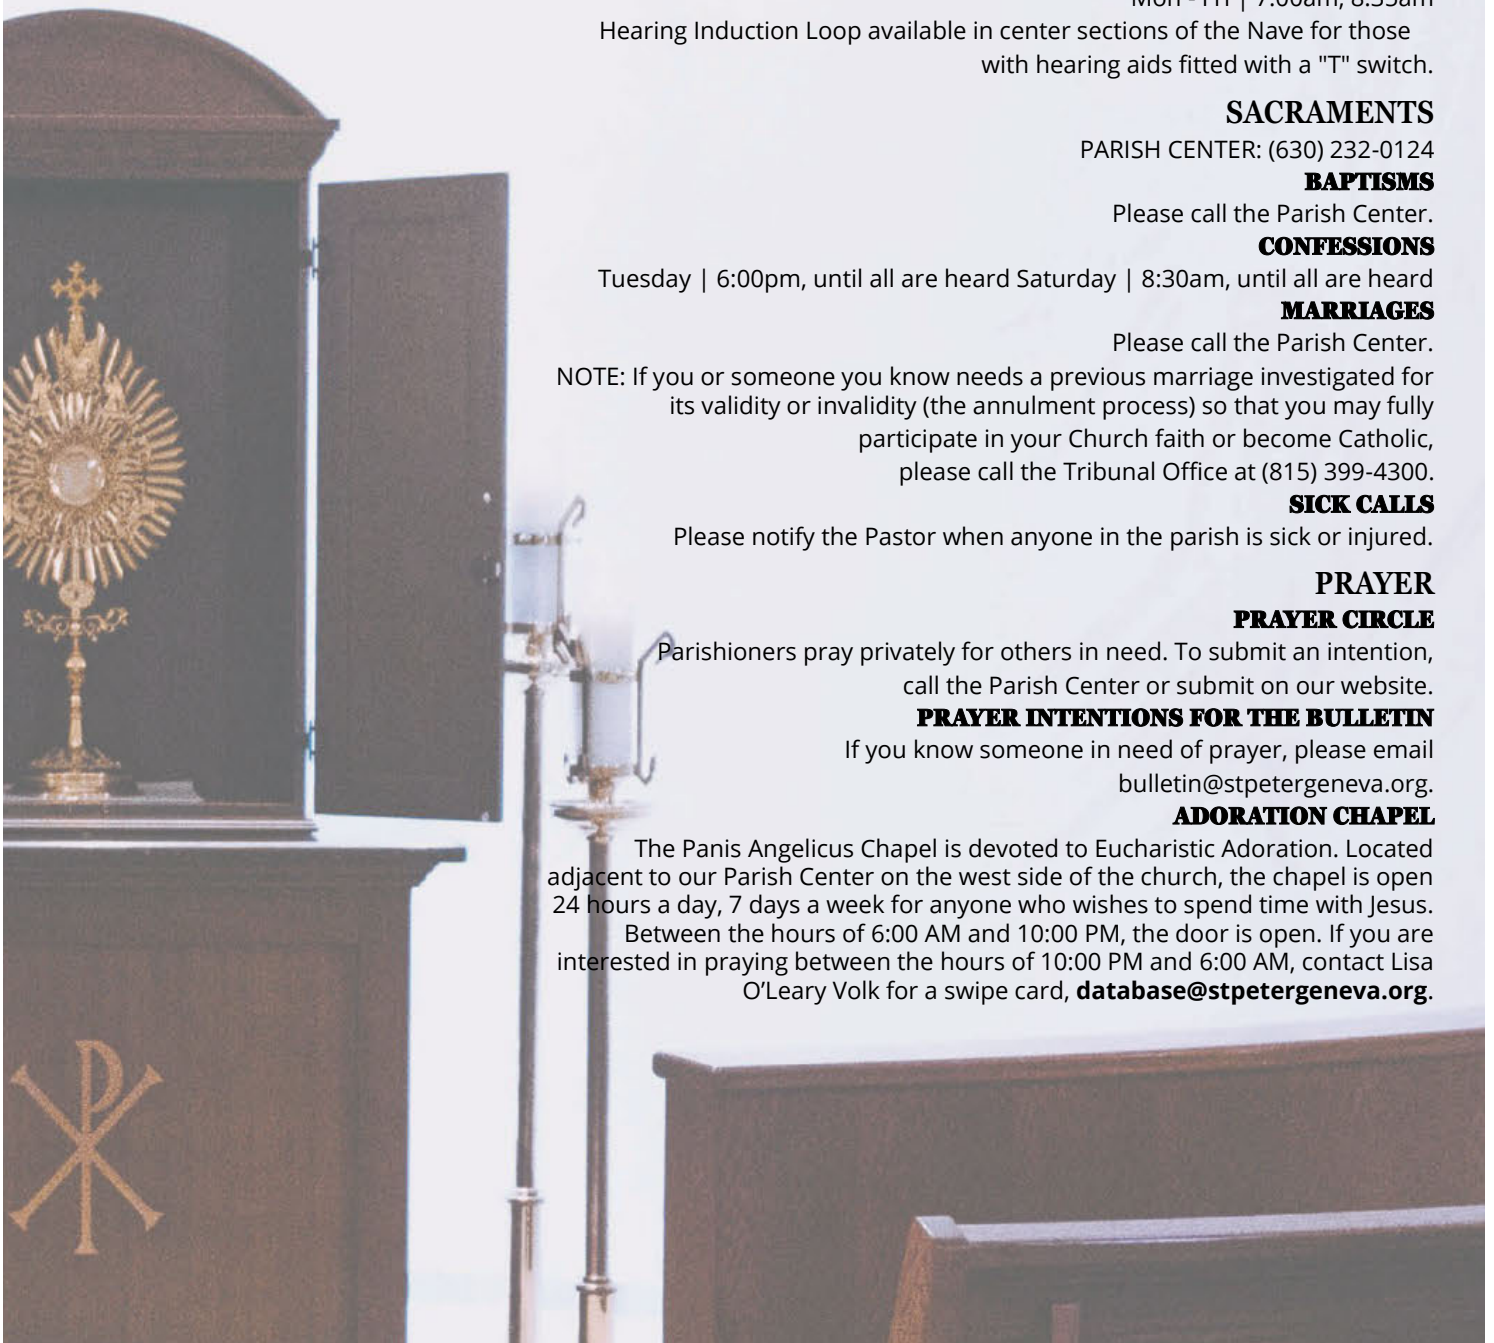 Mon - Fri | 7:00am, 8:35am
Hearing Induction Loop available in center sections of the Nave for those
with hearing aids fitted with a "T" switch.
SACRAMENTS
PARISH CENTER: (630) 232-0124
BAPTISMS
Please call the Parish Center.
CONFESSIONS
Tuesday | 6:00pm, until all are heard Saturday | 8:30am, until all are heard
MARRIAGES
Please call the Parish Center.
NOTE: If you or someone you know needs a previous marriage investigated for
its validity or invalidity (the annulment process) so that you may fully
participate in your Church faith or become Catholic,
please call the Tribunal Office at (815) 399-4300.
SICK CALLS
Please notify the Pastor when anyone in the parish is sick or injured.
PRAYER
PRAYER CIRCLE
Parishioners pray privately for others in need. To submit an intention,
call the Parish Center or submit on our website.
PRAYER INTENTIONS FOR THE BULLETIN
If you know someone in need of prayer, please email
bulletin@stpetergeneva.org.
ADORATION CHAPEL
The Panis Angelicus Chapel is devoted to Eucharistic Adoration. Located
adjacent to our Parish Center on the west side of the church, the chapel is open
24 hours a day, 7 days a week for anyone who wishes to spend time with Jesus.
Between the hours of 6:00 AM and 10:00 PM, the door is open. If you are
interested in praying between the hours of 10:00 PM and 6:00 AM, contact Lisa
O’Leary Volk for a swipe card, database@stpetergeneva.org.